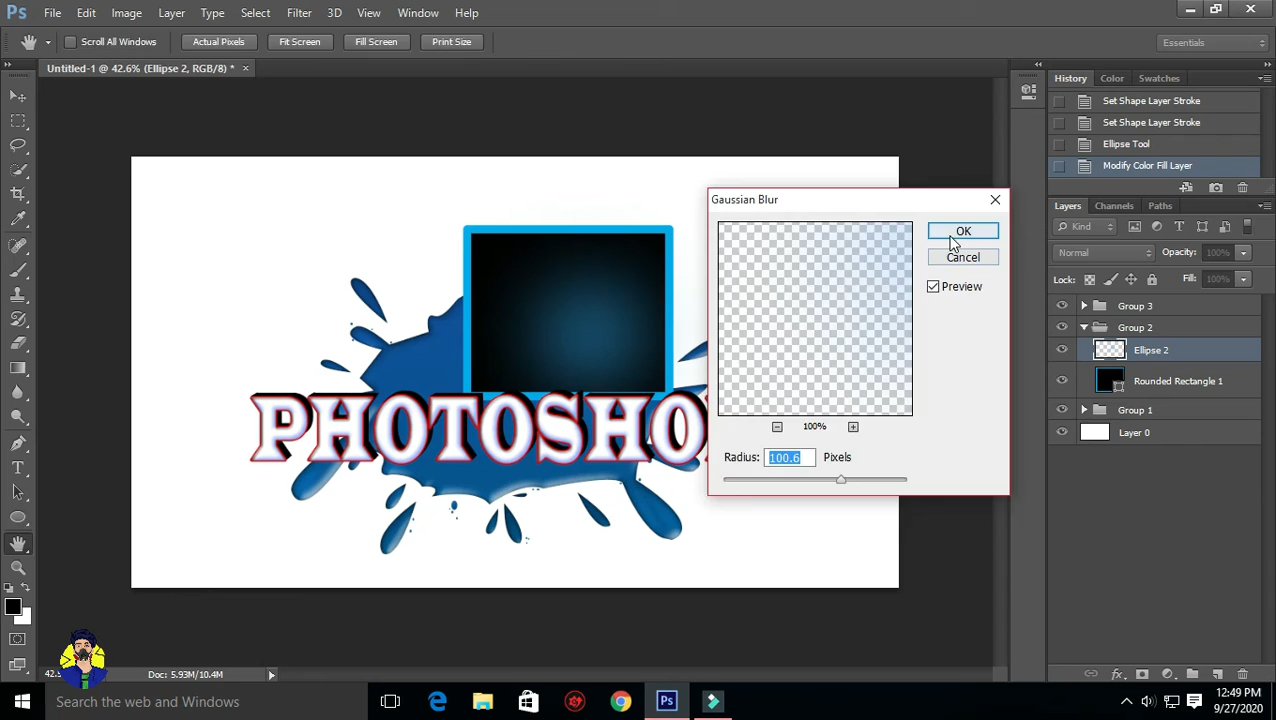 Ps File Edit Image Layer Type Select Filter 3D View Window Help
Scroll All Windows Actual Pixels Fit Screen Fill Screen Print Size Essentials
Untitled-1 @ 42.6% (Ellipse 2, RGB/8) *
History Color Swatches
Set Shape Layer Stroke
Set Shape Layer Stroke
Ellipse Tool
Modify Color Fill Layer
Layers Channels Paths
Kind
Normal Opacity: 100%
Lock: Fill: 100%
Group 3
Group 2
Ellipse 2
Rounded Rectangle 1
Group 1
Layer 0
Gaussian Blur
OK
Cancel
Preview
100%
Radius: 100.6 Pixels
PHOTOSHO
Doc: 5.93M/10.4M
Search the web and Windows
Ps
12:49 PM
9/27/2020